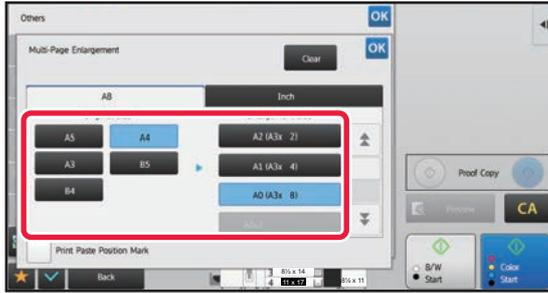 Others
OK
Multi-Page Enlargement
Clear
OK
AB
Inch
A5
A4
A2 (A3x 2)
A3
B5
A1 (A3x 4)
B4
A0 (A3x 8)
Proof Copy
Preview
CA
Print Paste Position Mark
Back
8½ x 14
4
11 x 17
8½ x 11
B/W
Start
Color
Start